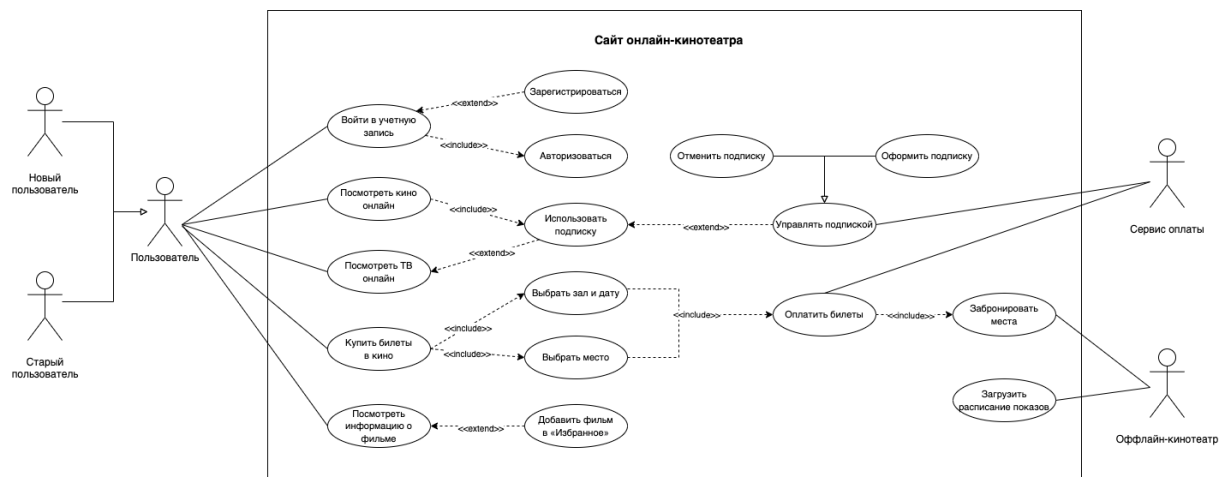 Сайт онлайн-кинотеатра
Зарегистрироваться
<<extend>>
Войти в учетную
запись
<<include>>
Авторизоваться
Отменить подписку
Оформить подписку
Новый
пользователь
Посмотреть кино
онлайн
<<include>>
Использовать
подписку
<<extend>>
Управлять подпиской
Сервис оплаты
Пользователь
<<extend>>
Посмотреть ТВ
онлайн
Выбрать зал и дату
<<include>>
<<include>>
Оплатить билеты
<<include>>
Забронировать
места
Купить билеты
в кино
<<include>>
Выбрать место
Старый
пользователь
Загрузить
расписание показов
Посмотреть
информацию о
фильме
<<extend>>
Добавить фильм
в «Избранное»
Оффлайн-кинотеатр